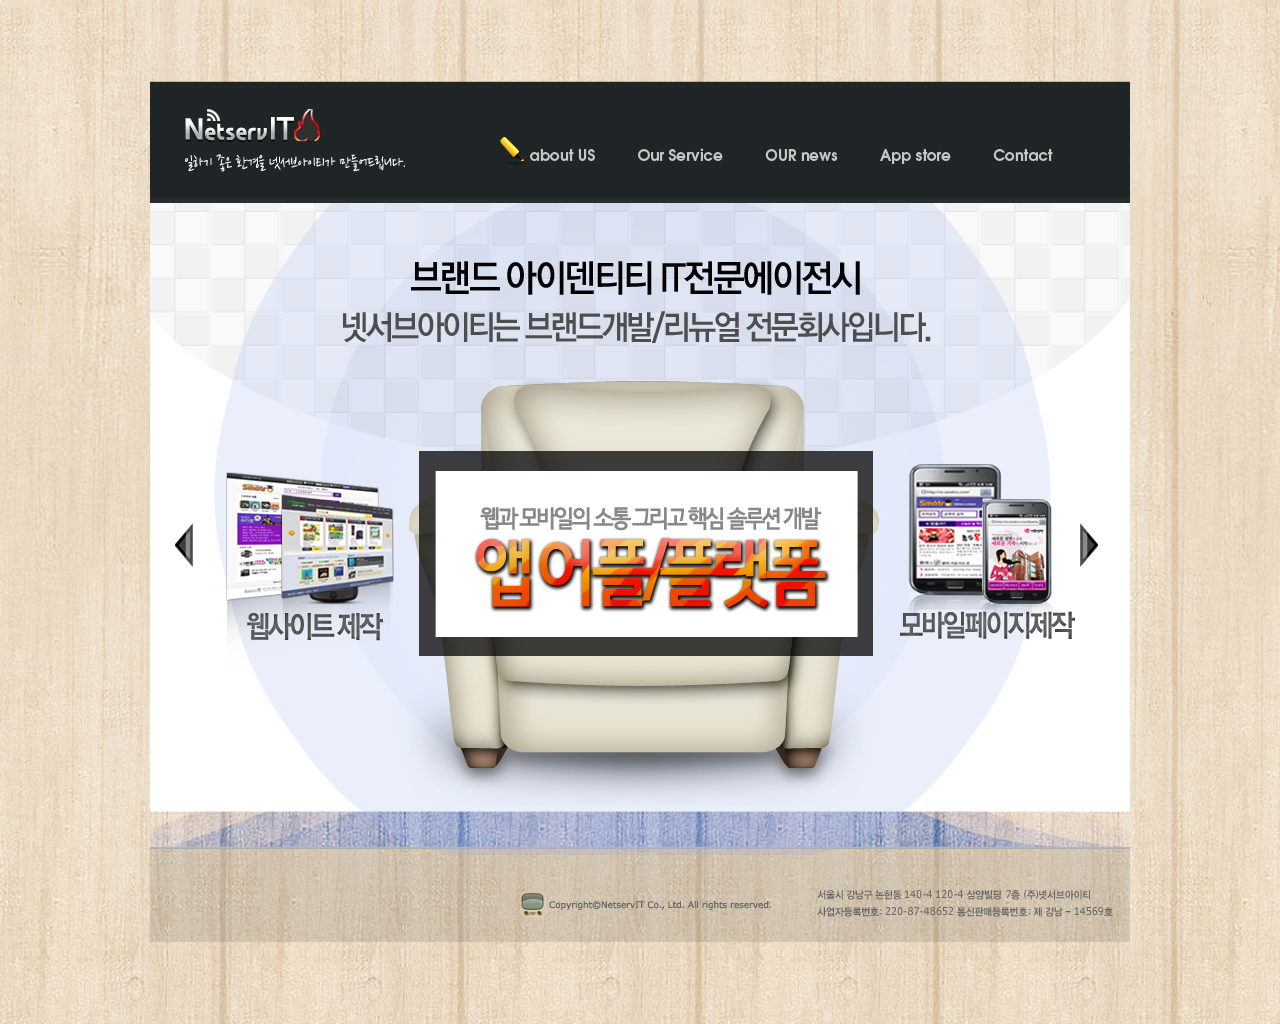 NetservIT
일하기 좋은 환경을 넷서브아이티가 만들어드립니다.
about US
Our Service
OUR news
App store
Contact
브랜드 아이덴티티 IT전문에이전시
넷서브아이티는 브랜드개발/리뉴얼 전문회사입니다.
웹과 모바일의 소통 그리고 핵심 솔루션 개발
앱 어플/플랫폼
웹사이트 제작
모바일페이지제작
Copyright©NetservIT Co., Ltd. All rights reserved.
서울시 강남구 논현동 140-4 120-4 삼양빌딩 7층 (주)넷서브아이티
사업자등록번호: 220-87-48652 통신판매등록번호: 제 강남 - 14569호